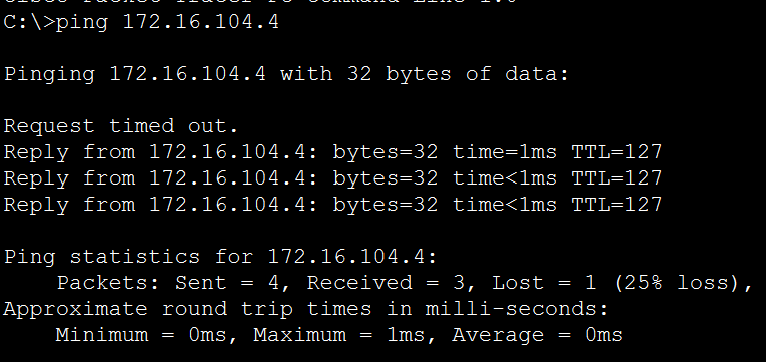 C:\>ping 172.16.104.4
Pinging 172.16.104.4 with 32 bytes of data:
Request timed out.
Reply from 172.16.104.4: bytes=32 time=1ms TTL=127
Reply from 172.16.104.4: bytes=32 time<1ms TTL=127
Reply from 172.16.104.4: bytes=32 time<1ms TTL=127
Ping statistics for 172.16.104.4:
Packets: Sent = 4, Received = 3, Lost = 1 (25% loss),
Approximate round trip times in milli-seconds:
Minimum = 0ms, Maximum = 1ms, Average = 0ms